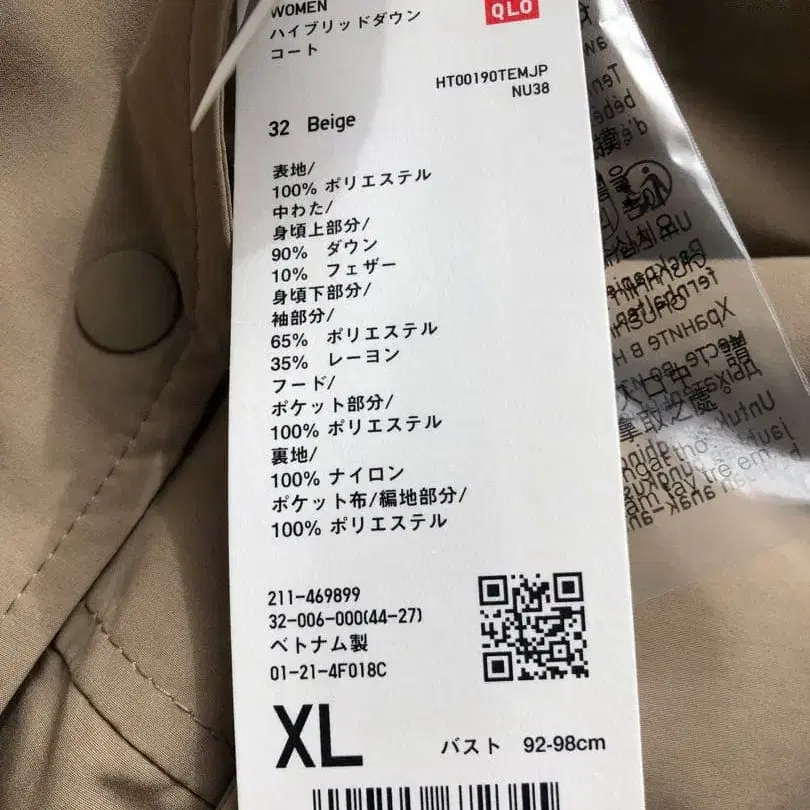 WOMEN
QLO
ハイブリッドダウン
コート
HT00190TEMJP
NU38
32 Beige
表地/
100% ポリエステル
中わた/
身頃上部分/
90% ダウン
10% フェザー
身頃下部分/
袖部分/
65% ポリエステル
35% レーヨン
フード/
ポケット部分/
100% ポリエステル
裏地/
100% ナイロン
ポケット布/編地部分/
100% ポリエステル
211-469899
32-006-000(44-27)
ベトナム製
01-21-4F018C
XL バスト 92-98cm
拿取之處。